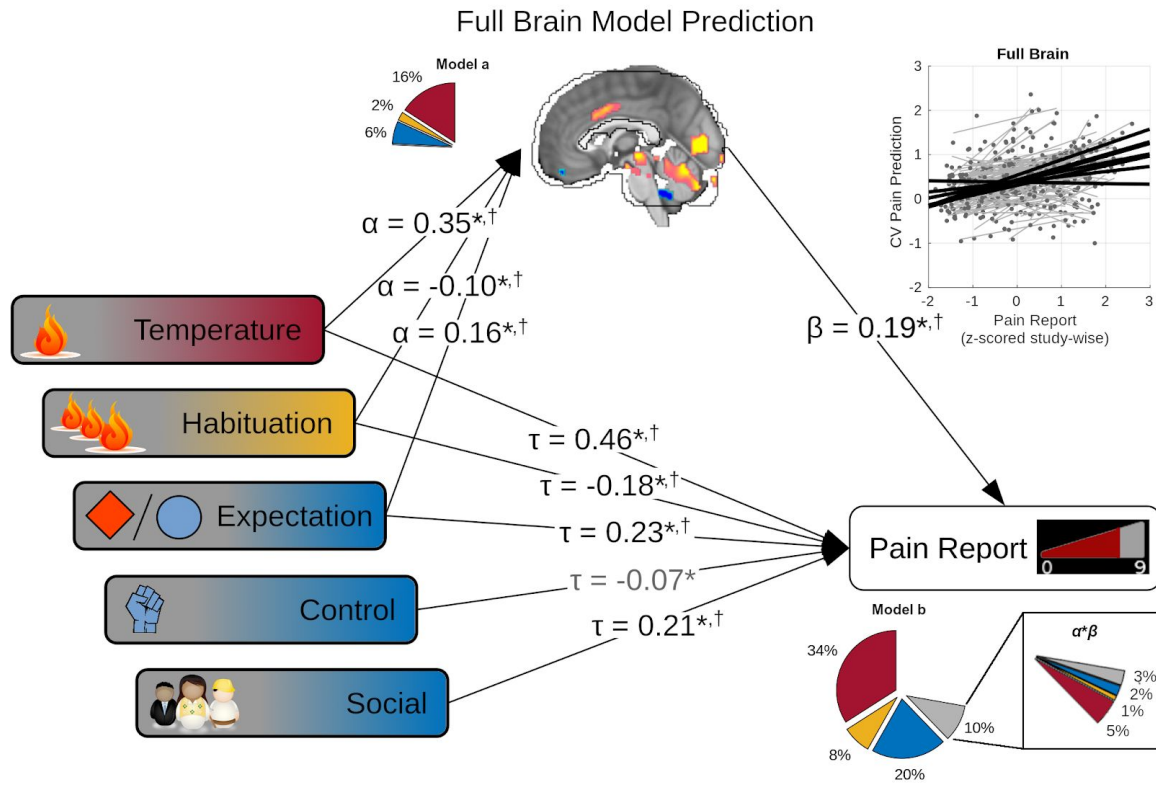 Full Brain Model Prediction
Model a
16%
2%
6%
Full Brain
CV Pain Prediction
3
2
1
0
-1
-2
-2 -1 0 1 2 3
Pain Report
(z-scored study-wise)
α = 0.35*,†
α = -0.10*,†
α = 0.16*,†
β = 0.19*,†
Temperature
Habituation
/ Expectation
Control
Social
τ = 0.46*,†
τ = -0.18*,†
τ = 0.23*,†
τ = -0.07*
τ = 0.21*,†
Pain Report
0 9
Model b
34%
8%
20%
10%
α*β
3%
2%
1%
5%